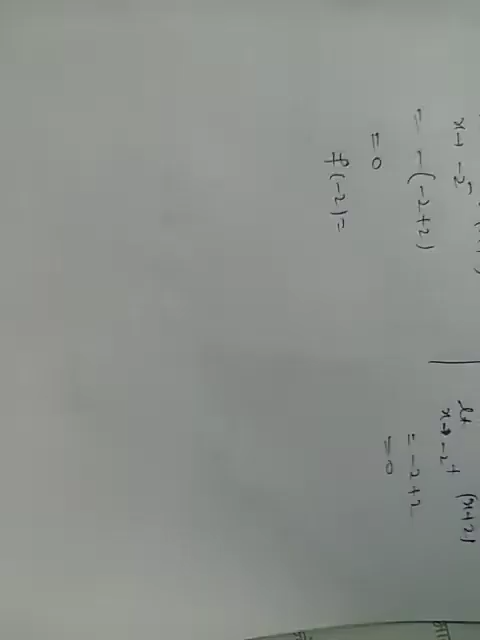 x→-2⁻
= -(-2+2)
= 0
f(-2) =
lt (x+2)
x→-2⁺
= -2+2
= 0